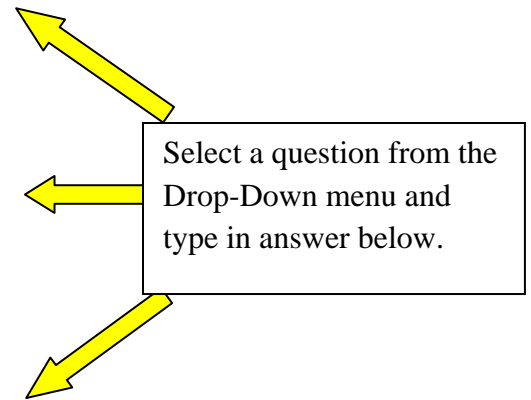 Select a question from the
Drop-Down menu and
type in answer below.